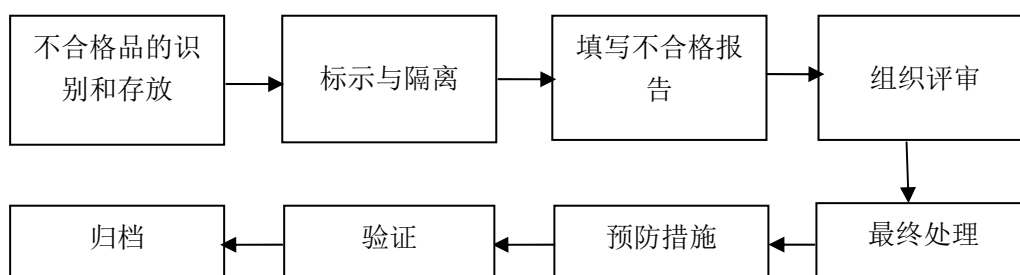 不合格品的识
别和存放
标示与隔离
填写不合格报
告
组织评审
最终处理
预防措施
验证
归档